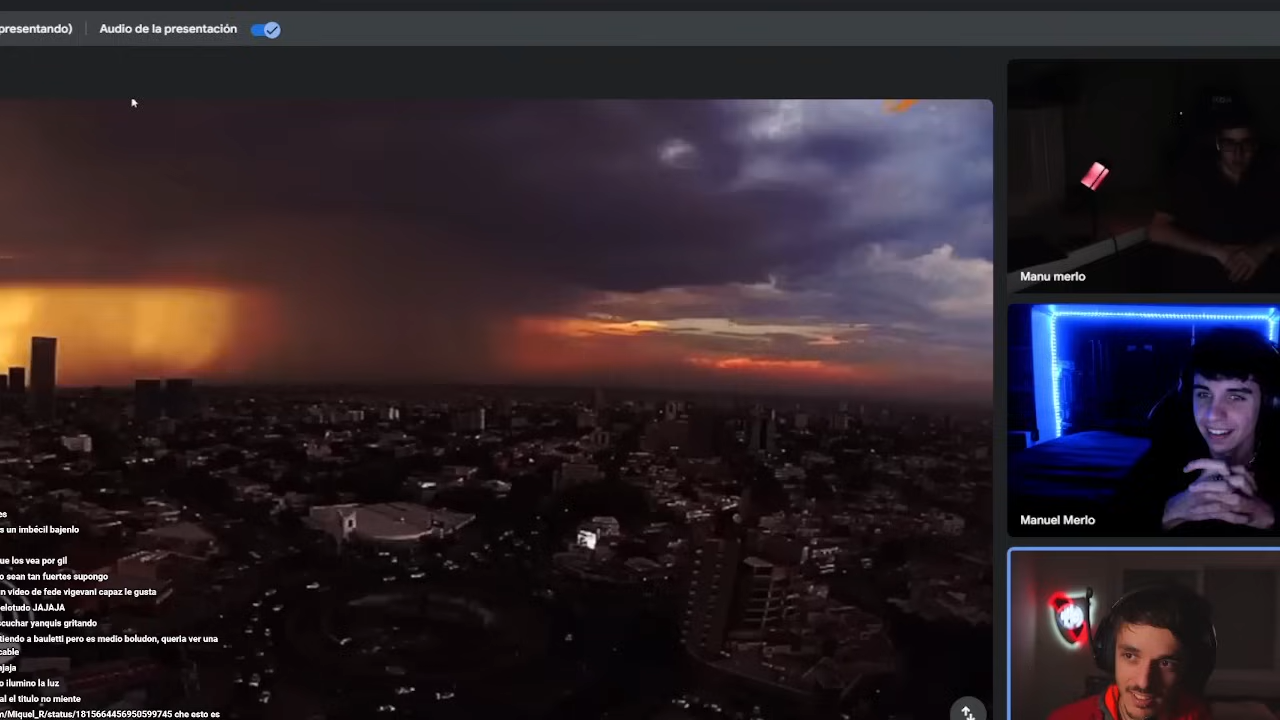 presentando)
Audio de la presentación
Manu merlo
Manuel Merlo
es
s un imbécil bajenlo
ue los vea por gil
o sean tan fuertes supongo
n video de fede vigevani capaz le gusta
elotudo JAJAJA
scuchar yanquis gritando
tiendo a bauletti pero es medio boludon, queria ver una
cable
ajaja
o ilumino la luz
al el titulo no miente
m/Miquel_R/status/1815664456950599745 che esto es